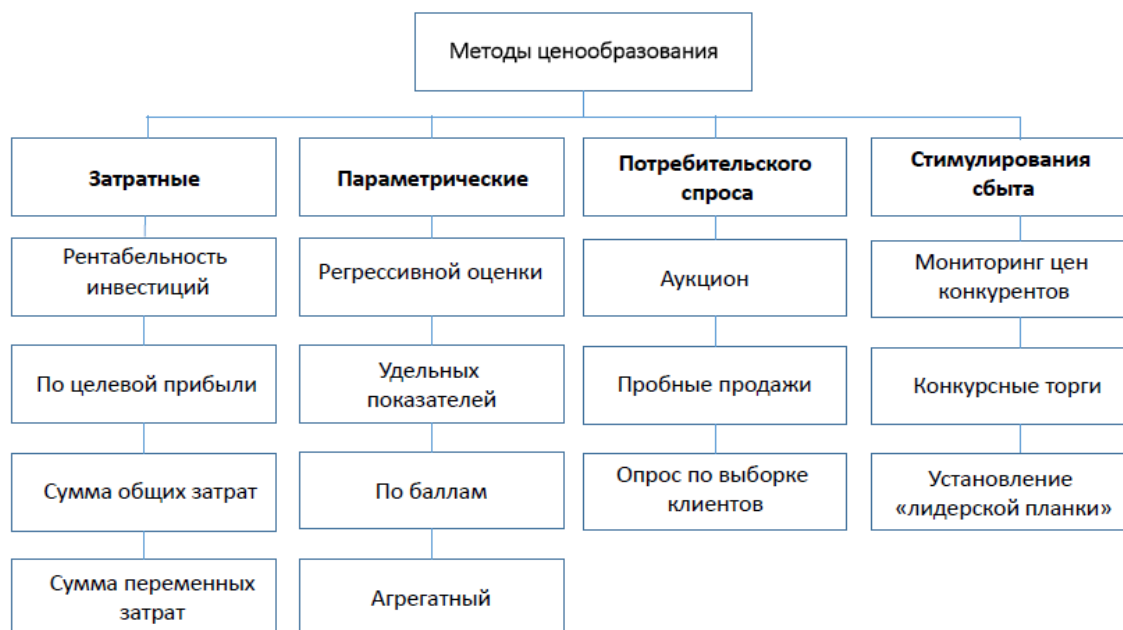 Методы ценообразования
Затратные
Параметрические
Потребительского
спроса
Стимулирования
сбыта
Рентабельность
инвестиций
Регрессивной оценки
Аукцион
Мониторинг цен
конкурентов
По целевой прибыли
Удельных
показателей
Пробные продажи
Конкурсные торги
Сумма общих затрат
По баллам
Опрос по выборке
клиентов
Установление
«лидерской планки»
Сумма переменных
затрат
Агрегатный